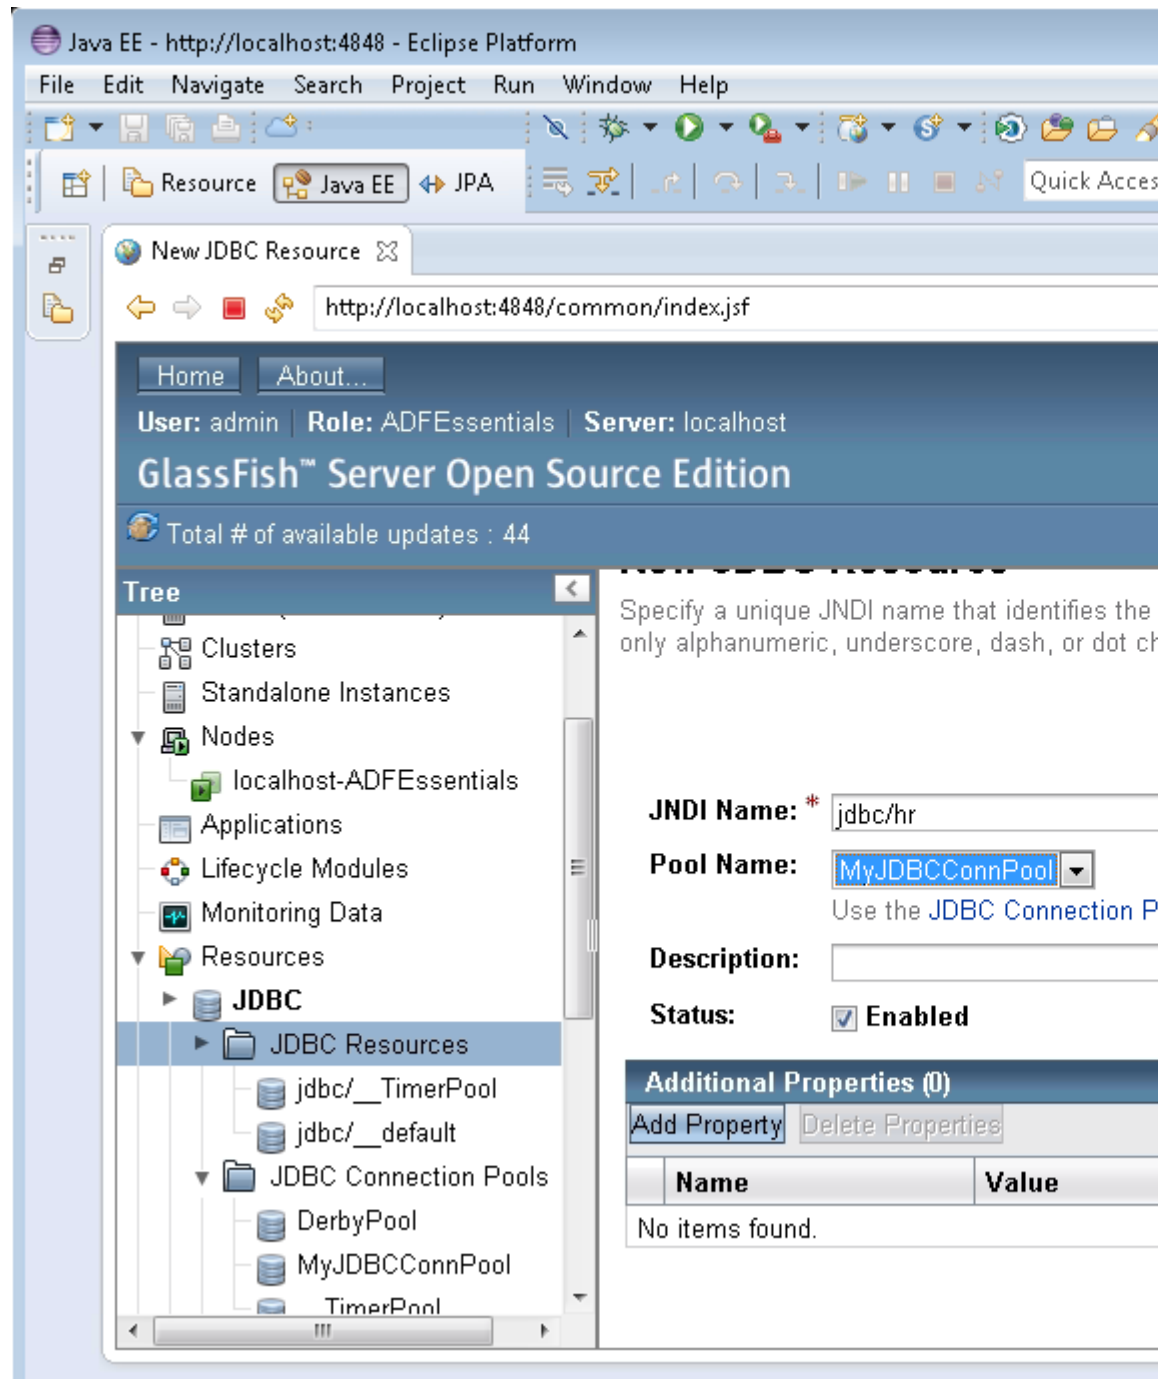 Java EE - http://localhost:4848 - Eclipse Platform
File Edit Navigate Search Project Run Window Help
Resource Java EE JPA Quick Acces
New JDBC Resource
http://localhost:4848/common/index.jsf
Home About...
User: admin | Role: ADFEssentials | Server: localhost
GlassFish™ Server Open Source Edition
Total # of available updates : 44
Tree
Clusters
Standalone Instances
Nodes
localhost-ADFEssentials
Applications
Lifecycle Modules
Monitoring Data
Resources
JDBC
JDBC Resources
jdbc/__TimerPool
jdbc/__default
JDBC Connection Pools
DerbyPool
MyJDBCConnPool
__TimerPool
New JDBC Resource
Specify a unique JNDI name that identifies the
only alphanumeric, underscore, dash, or dot ch
JNDI Name: * jdbc/hr
Pool Name: MyJDBCConnPool
Use the JDBC Connection P
Description:
Status: Enabled
Additional Properties (0)
Add Property Delete Properties
Name Value
No items found.